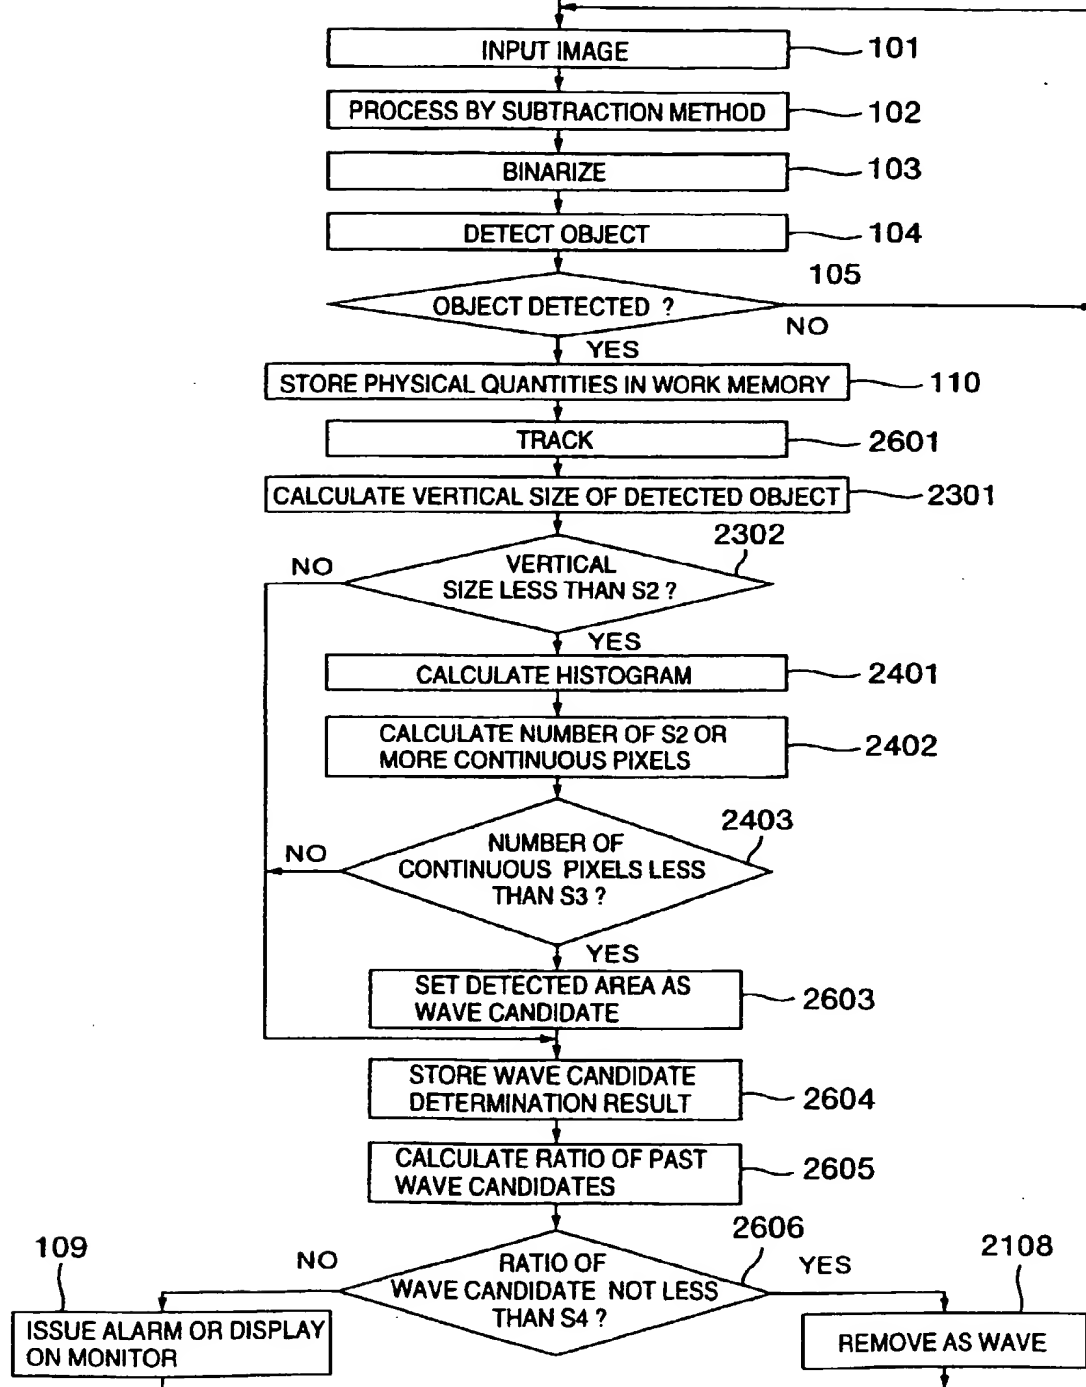 INPUT IMAGE
101
PROCESS BY SUBTRACTION METHOD
102
BINARIZE
103
DETECT OBJECT
104
105
OBJECT DETECTED ?
NO
YES
STORE PHYSICAL QUANTITIES IN WORK MEMORY
110
TRACK
2601
CALCULATE VERTICAL SIZE OF DETECTED OBJECT
2301
2302
NO
VERTICAL
SIZE LESS THAN S2 ?
YES
CALCULATE HISTOGRAM
2401
CALCULATE NUMBER OF S2 OR
MORE CONTINUOUS PIXELS
2402
2403
NO
NUMBER OF
CONTINUOUS PIXELS LESS
THAN S3 ?
YES
SET DETECTED AREA AS
WAVE CANDIDATE
2603
STORE WAVE CANDIDATE
DETERMINATION RESULT
2604
CALCULATE RATIO OF PAST
WAVE CANDIDATES
2605
2606
109
NO
RATIO OF
WAVE CANDIDATE NOT LESS
THAN S4 ?
YES
2108
ISSUE ALARM OR DISPLAY
ON MONITOR
REMOVE AS WAVE